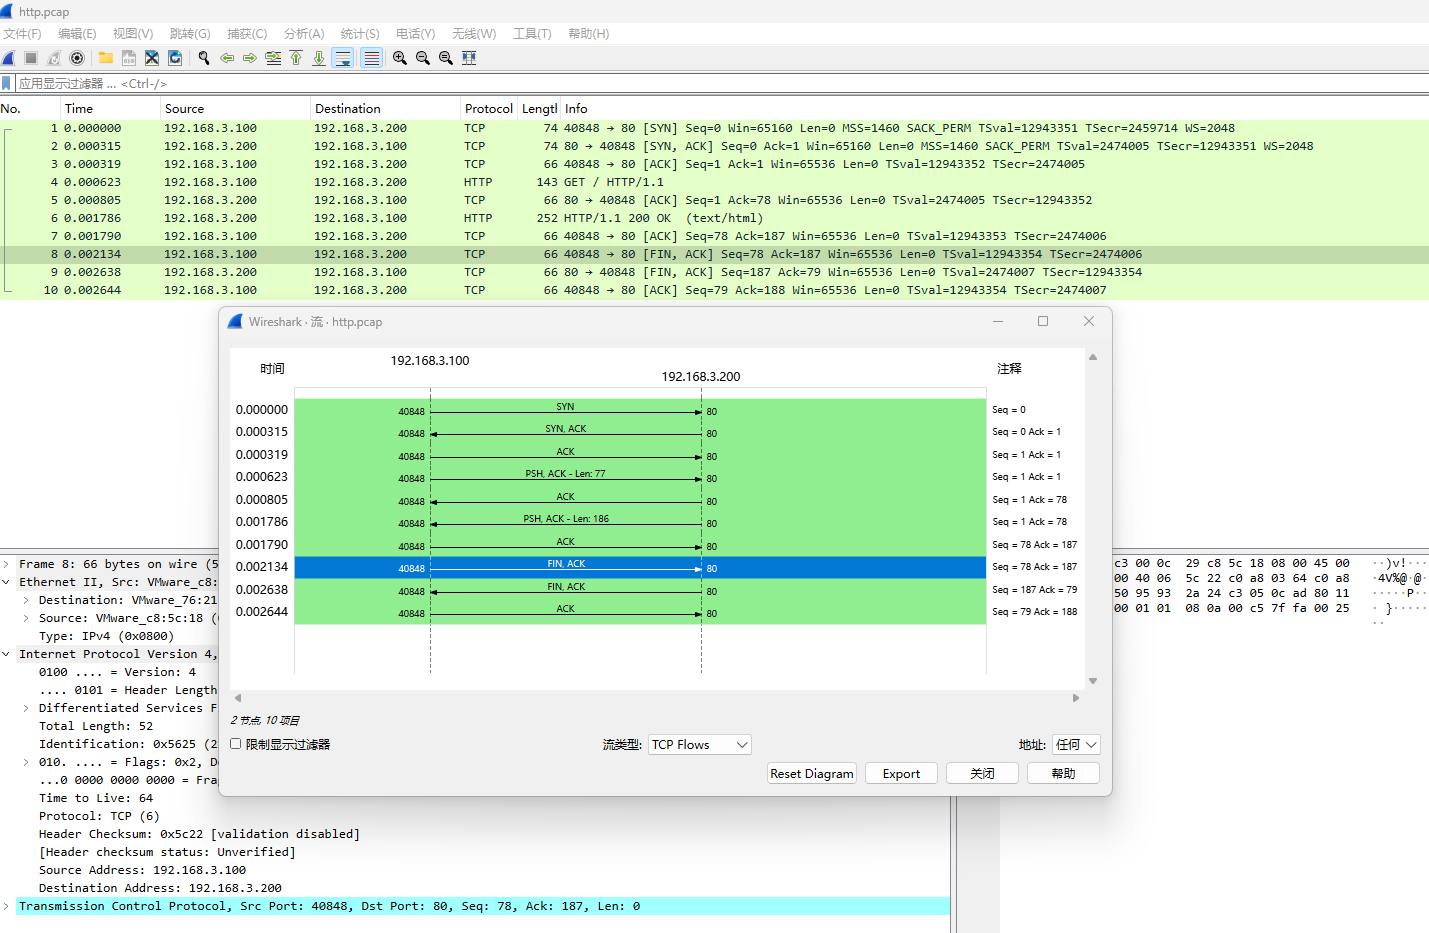 http.pcap
文件(F) 编辑(E) 视图(V) 跳转(G) 捕获(C) 分析(A) 统计(S) 电话(Y) 无线(W) 工具(T) 帮助(H)
应用显示过滤器 … <Ctrl-/>
No. Time Source Destination Protocol Lengtl Info
1 0.000000 192.168.3.100 192.168.3.200 TCP 74 40848 → 80 [SYN] Seq=0 Win=65160 Len=0 MSS=1460 SACK_PERM TSval=12943351 TSecr=2459714 WS=2048
2 0.000315 192.168.3.200 192.168.3.100 TCP 74 80 → 40848 [SYN, ACK] Seq=0 Ack=1 Win=65160 Len=0 MSS=1460 SACK_PERM TSval=2474005 TSecr=12943351 WS=2048
3 0.000319 192.168.3.100 192.168.3.200 TCP 66 40848 → 80 [ACK] Seq=1 Ack=1 Win=65536 Len=0 TSval=12943352 TSecr=2474005
4 0.000623 192.168.3.100 192.168.3.200 HTTP 143 GET / HTTP/1.1
5 0.000805 192.168.3.200 192.168.3.100 TCP 66 80 → 40848 [ACK] Seq=1 Ack=78 Win=65536 Len=0 TSval=2474005 TSecr=12943352
6 0.001786 192.168.3.200 192.168.3.100 HTTP 252 HTTP/1.1 200 OK (text/html)
7 0.001790 192.168.3.100 192.168.3.200 TCP 66 40848 → 80 [ACK] Seq=78 Ack=187 Win=65536 Len=0 TSval=12943353 TSecr=2474006
8 0.002134 192.168.3.100 192.168.3.200 TCP 66 40848 → 80 [FIN, ACK] Seq=78 Ack=187 Win=65536 Len=0 TSval=12943354 TSecr=2474006
9 0.002638 192.168.3.200 192.168.3.100 TCP 66 80 → 40848 [FIN, ACK] Seq=187 Ack=79 Win=65536 Len=0 TSval=2474007 TSecr=12943354
10 0.002644 192.168.3.100 192.168.3.200 TCP 66 40848 → 80 [ACK] Seq=79 Ack=188 Win=65536 Len=0 TSval=12943354 TSecr=2474007
Wireshark · 流 · http.pcap
时间 192.168.3.100 192.168.3.200 注释
0.000000 40848 SYN 80 Seq = 0
0.000315 40848 SYN, ACK 80 Seq = 0 Ack = 1
0.000319 40848 ACK 80 Seq = 1 Ack = 1
0.000623 40848 PSH, ACK - Len: 77 80 Seq = 1 Ack = 1
0.000805 40848 ACK 80 Seq = 1 Ack = 78
0.001786 40848 PSH, ACK - Len: 186 80 Seq = 1 Ack = 78
0.001790 40848 ACK 80 Seq = 78 Ack = 187
0.002134 40848 FIN, ACK 80 Seq = 78 Ack = 187
0.002638 40848 FIN, ACK 80 Seq = 187 Ack = 79
0.002644 40848 ACK 80 Seq = 79 Ack = 188
2 节点, 10 项目
限制显示过滤器 流类型: TCP Flows 地址: 任何
Reset Diagram Export 关闭 帮助
Frame 8: 66 bytes on wire (5
Ethernet II, Src: VMware_c8:
Destination: VMware_76:21
Source: VMware_c8:5c:18 (
Type: IPv4 (0x0800)
Internet Protocol Version 4,
0100 .... = Version: 4
.... 0101 = Header Length
Differentiated Services F
Total Length: 52
Identification: 0x5625 (2
010. .... = Flags: 0x2, D
...0 0000 0000 0000 = Fra
Time to Live: 64
Protocol: TCP (6)
Header Checksum: 0x5c22 [validation disabled]
[Header checksum status: Unverified]
Source Address: 192.168.3.100
Destination Address: 192.168.3.200
Transmission Control Protocol, Src Port: 40848, Dst Port: 80, Seq: 78, Ack: 187, Len: 0
c3 00 0c 29 c8 5c 18 08 00 45 00 ··)v!···)·\···E·
00 40 06 5c 22 c0 a8 03 64 c0 a8 ·4V%@·@·
50 95 93 2a 24 c3 05 0c ad 80 11 ·····P··
00 01 01 08 0a 00 c5 7f fa 00 25 ·}······
··